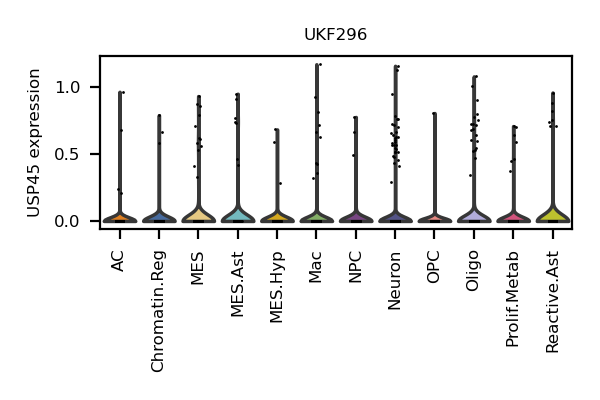 UKF296
USP45 expression
1.0
0.5
0.0
AC
Chromatin.Reg
MES
MES.Ast
MES.Hyp
Mac
NPC
Neuron
OPC
Oligo
Prolif.Metab
Reactive.Ast